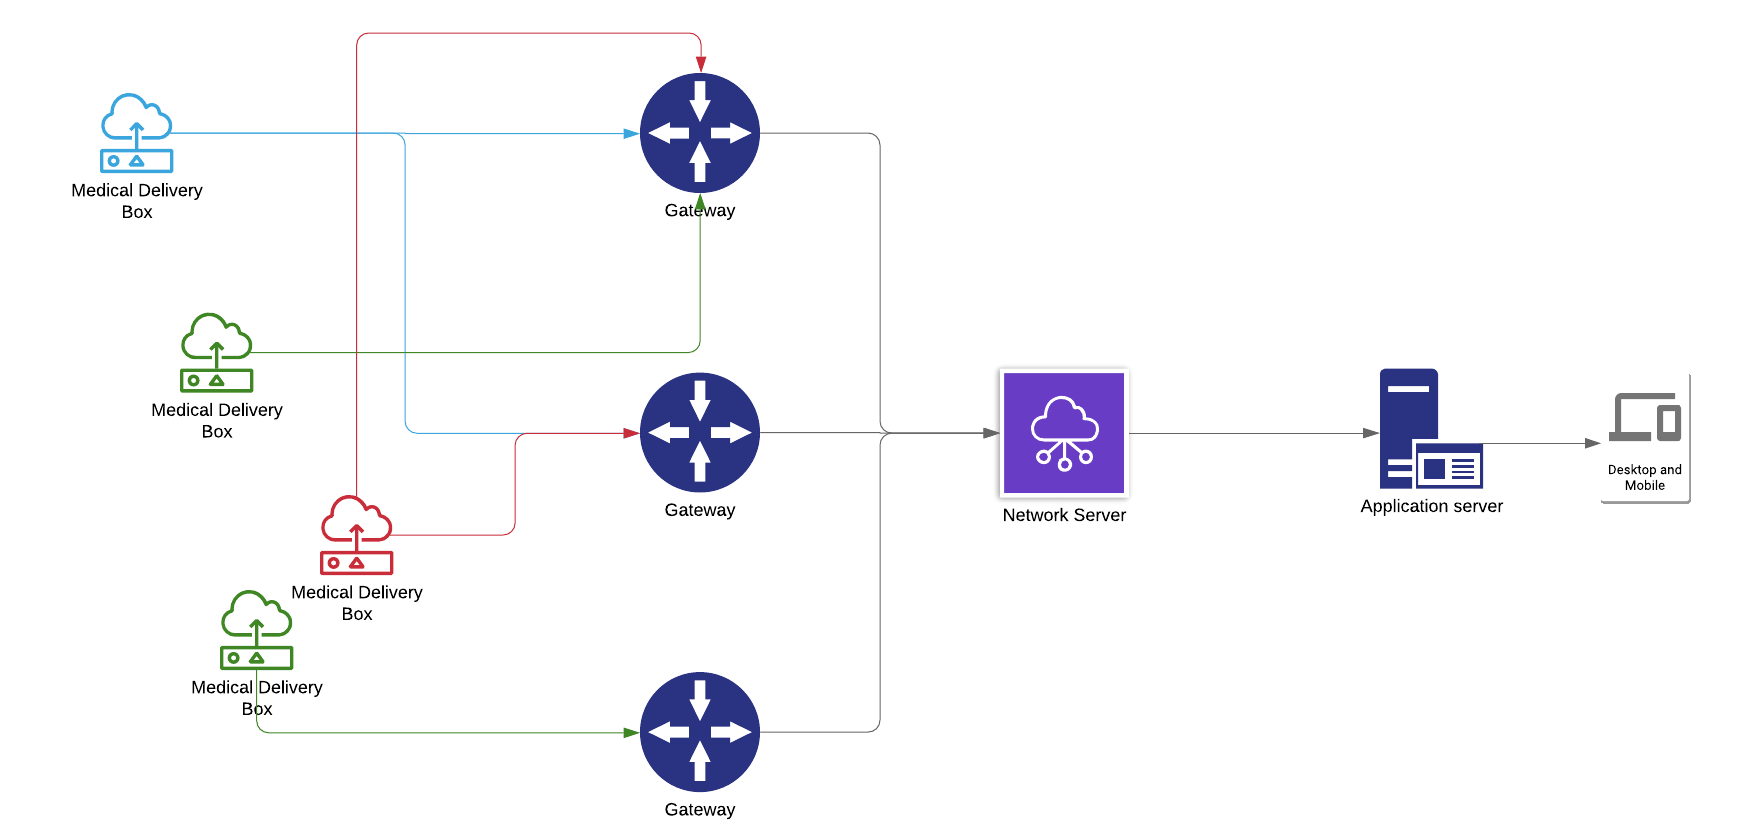 Medical Delivery
Box
Gateway
Medical Delivery
Box
Gateway
Medical Delivery
Box
Medical Delivery
Box
Gateway
Network Server
Application server
Desktop and
Mobile